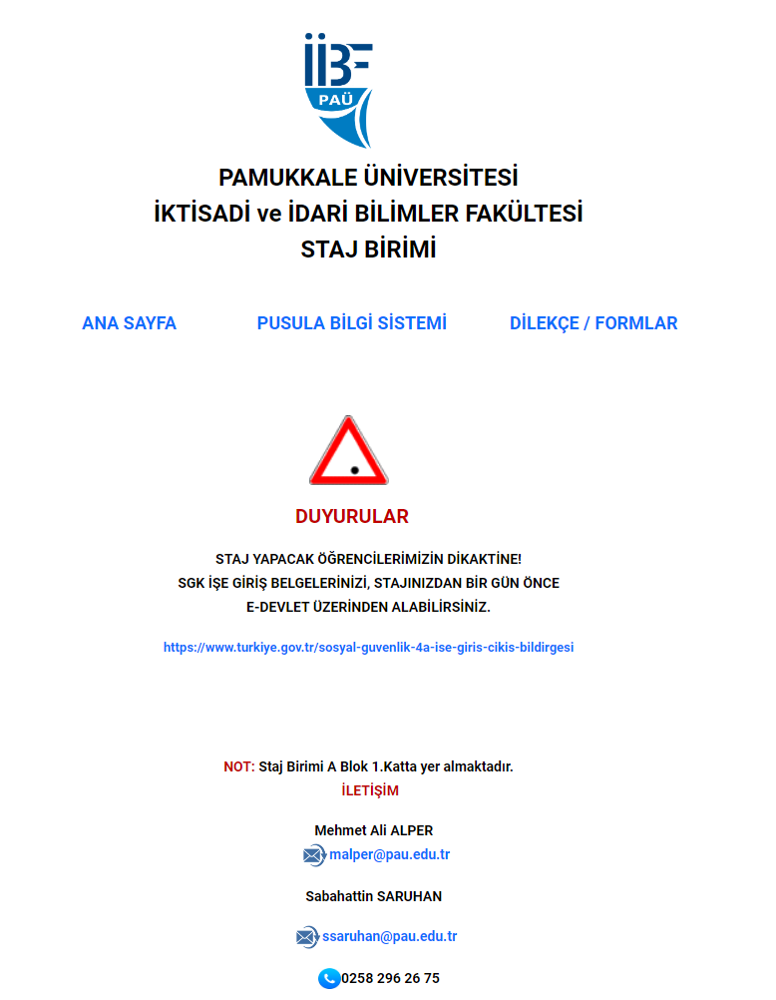 İİBF
PAÜ
PAMUKKALE ÜNİVERSİTESİ
İKTİSADİ ve İDARİ BİLİMLER FAKÜLTESİ
STAJ BİRİMİ
ANA SAYFA PUSULA BİLGİ SİSTEMİ DİLEKÇE / FORMLAR
DUYURULAR
STAJ YAPACAK ÖĞRENCİLERİMİZİN DİKAKTİNE!
SGK İŞE GİRİŞ BELGELERİNİZİ, STAJINIZDAN BİR GÜN ÖNCE
E-DEVLET ÜZERİNDEN ALABİLİRSİNİZ.
https://www.turkiye.gov.tr/sosyal-guvenlik-4a-ise-giris-cikis-bildirgesi
NOT: Staj Birimi A Blok 1.Katta yer almaktadır.
İLETİŞİM
Mehmet Ali ALPER
malper@pau.edu.tr
Sabahattin SARUHAN
ssaruhan@pau.edu.tr
0258 296 26 75